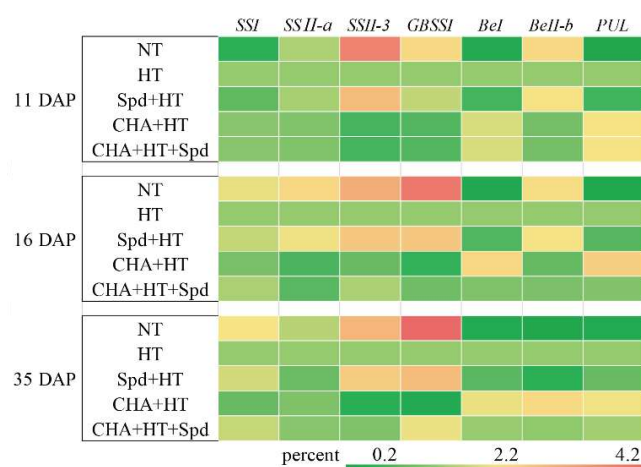 SSI SSII-a SSII-3 GBSSI BeI BeII-b PUL
11 DAP
NT
HT
Spd+HT
CHA+HT
CHA+HT+Spd
16 DAP
NT
HT
Spd+HT
CHA+HT
CHA+HT+Spd
35 DAP
NT
HT
Spd+HT
CHA+HT
CHA+HT+Spd
percent 0.2 2.2 4.2